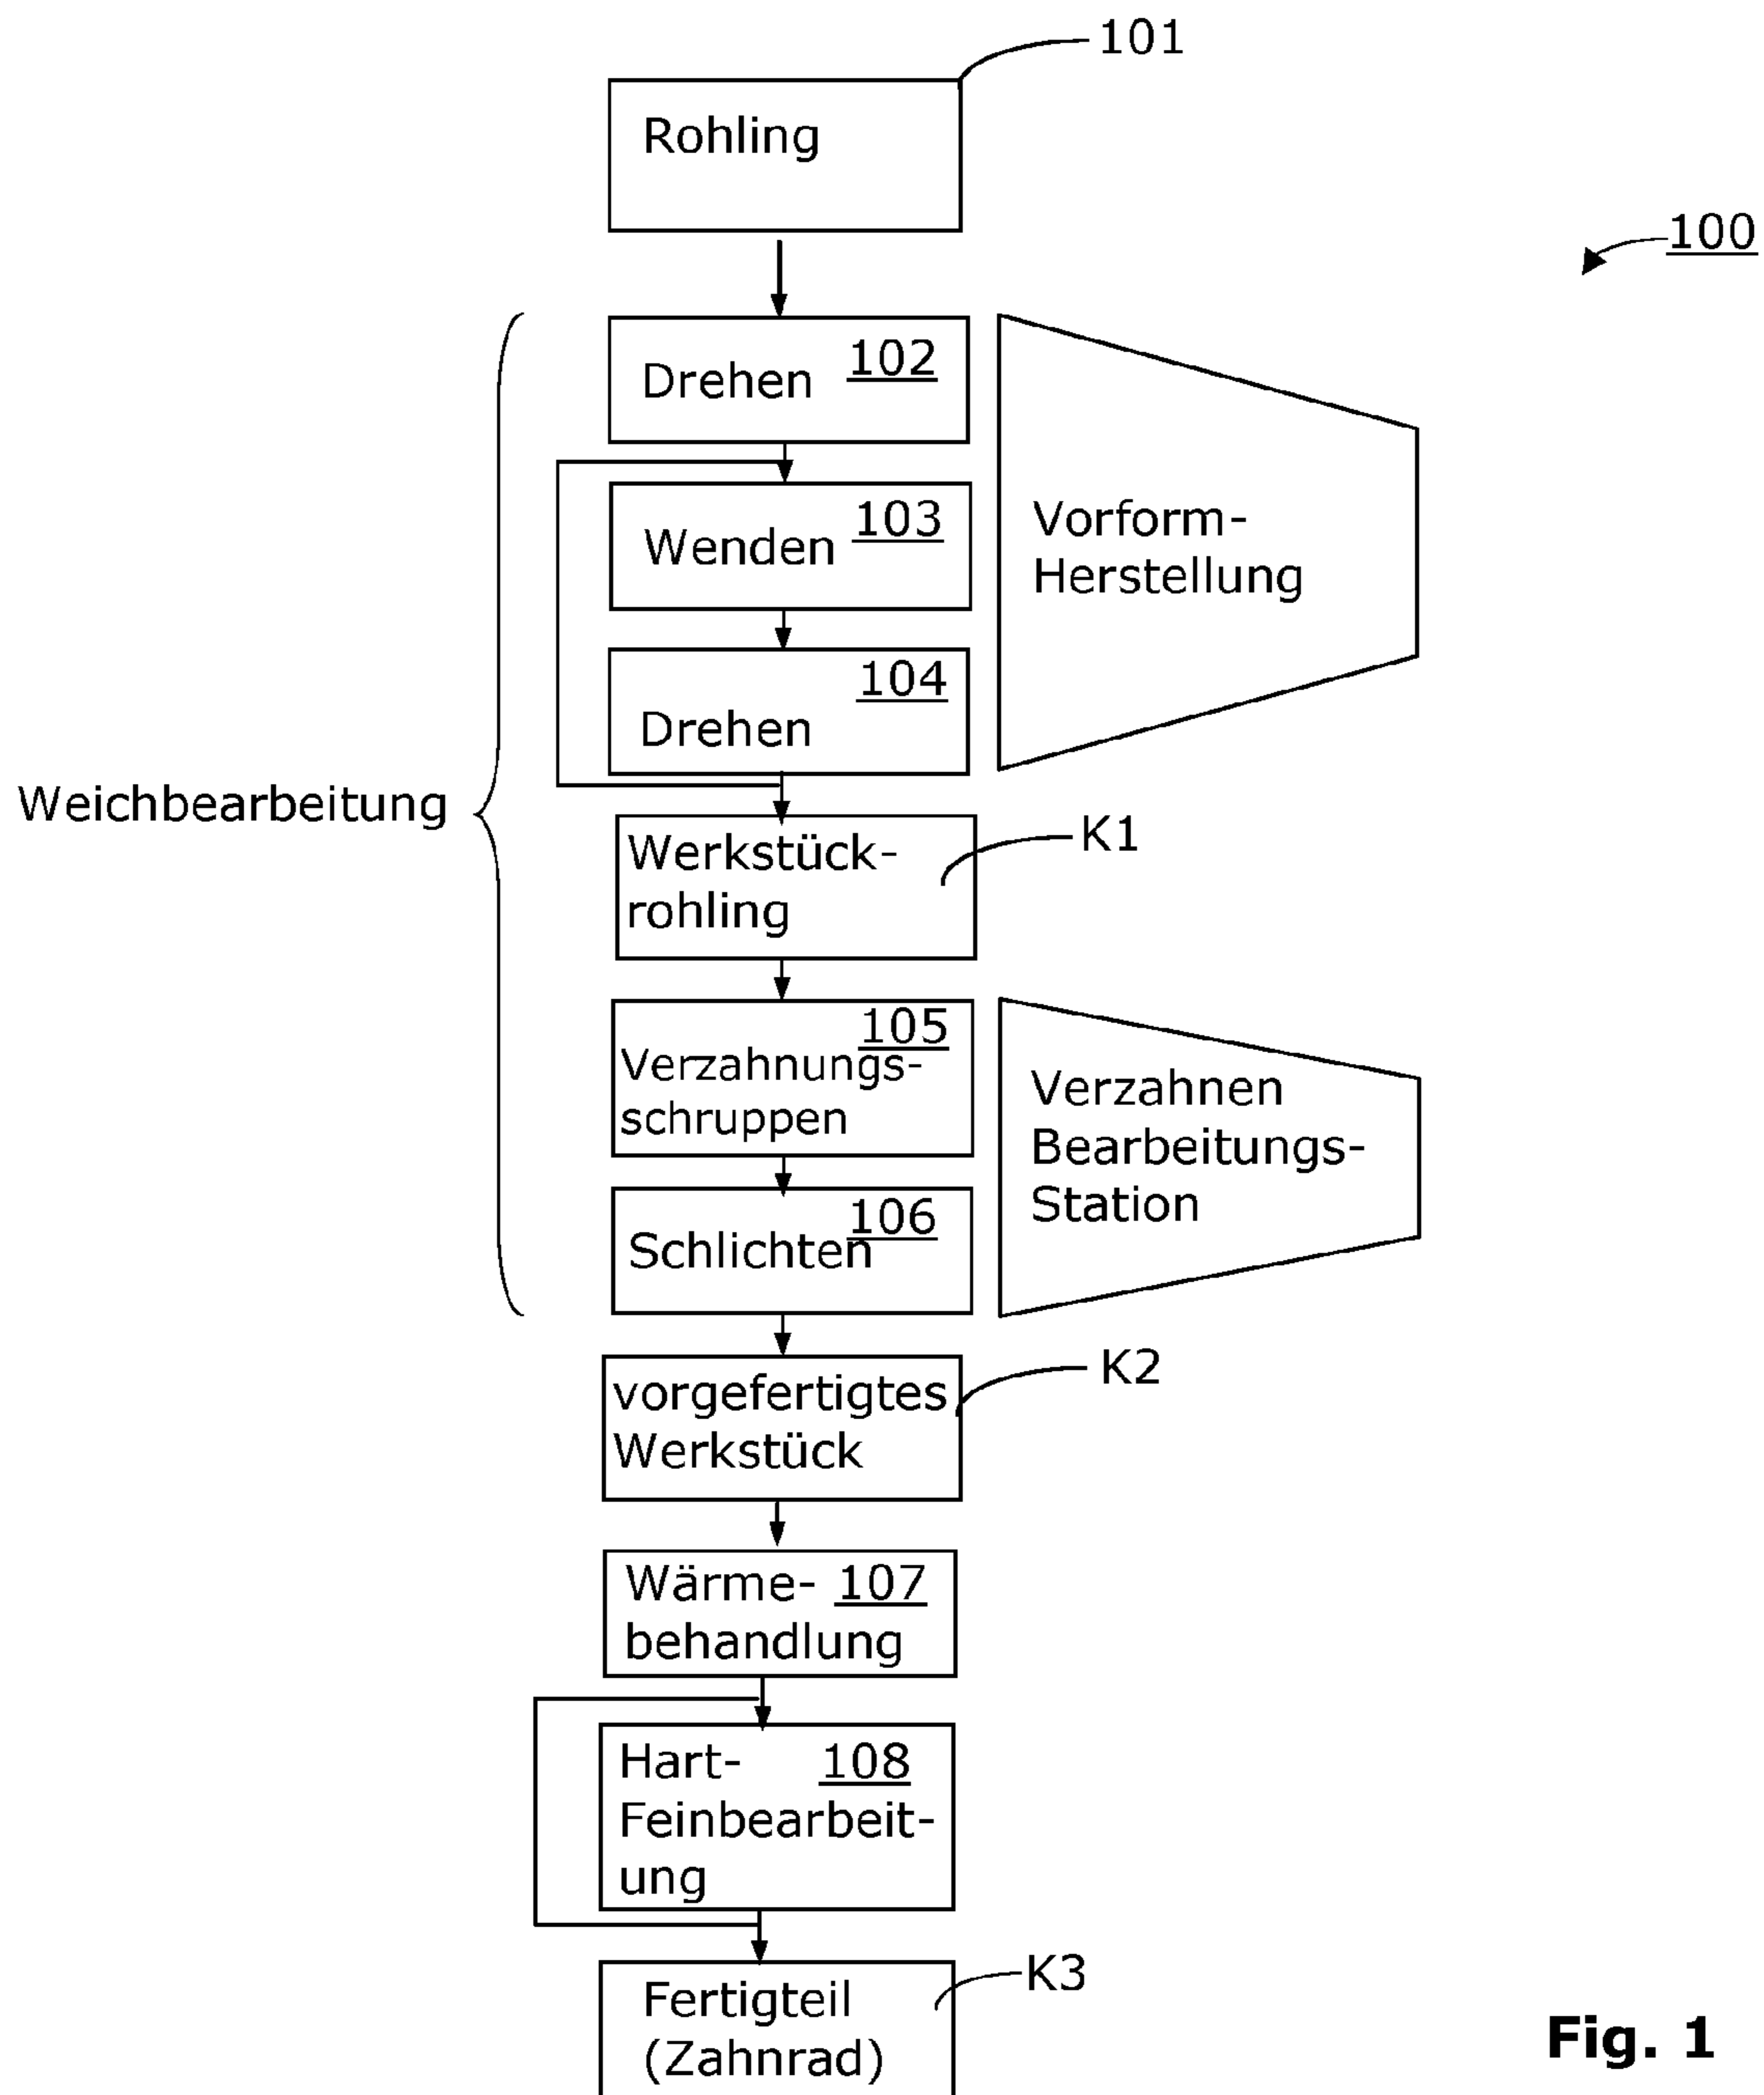 101
Rohling
100
Drehen 102
Wenden 103
Drehen 104
Vorform-
Herstellung
Weichbearbeitung
Werkstück-
rohling
K1
105
Verzahnungs-
schruppen
106
Schlichten
Verzahnen
Bearbeitungs-
Station
vorgefertigtes
Werkstück
K2
Wärme- 107
behandlung
Hart- 108
Feinbearbeit-
ung
Fertigteil
(Zahnrad)
K3
Fig. 1